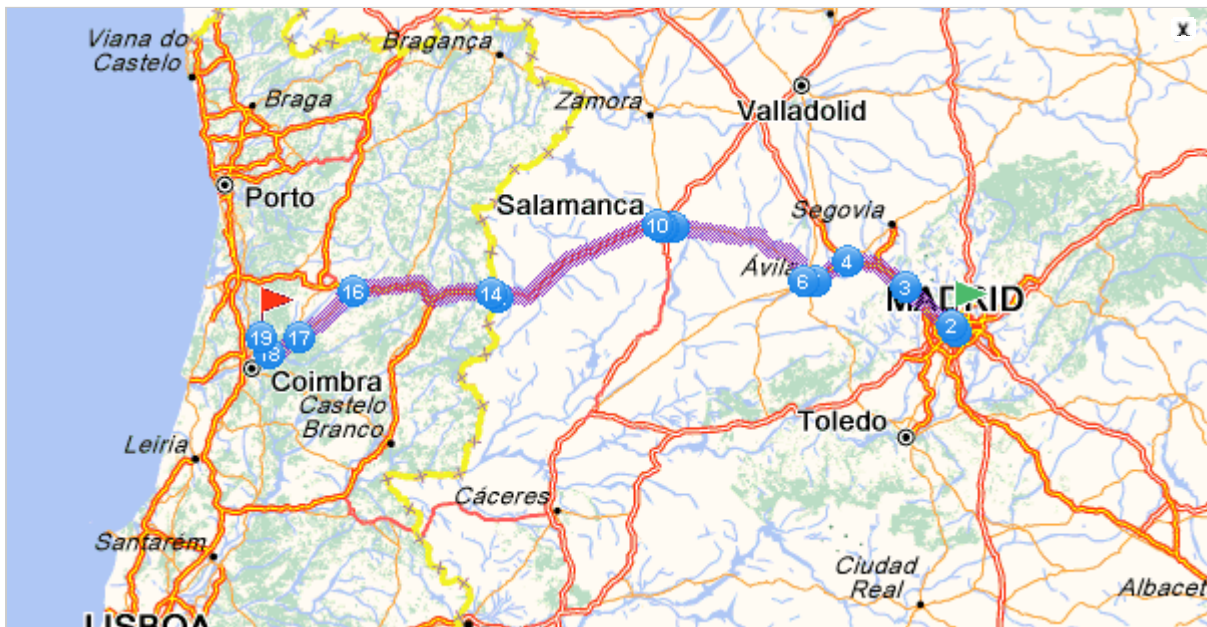 X
Viana do
Castelo
Bragança
Braga
Zamora
Valladolid
Porto
Salamanca
10
Segovia
Ávila
4
6
3
16
14
MADRID
2
19
17
18
Coimbra
Castelo
Branco
Toledo
Leiria
Cáceres
Santarém
Ciudad
Real
Albacet
LISBOA